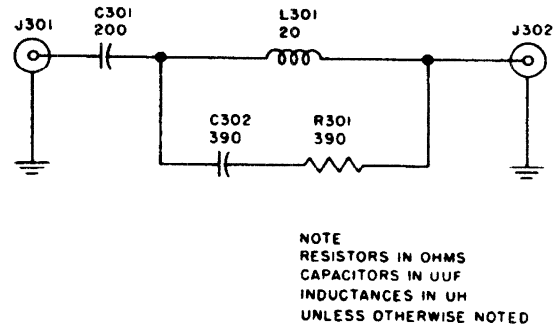 J301
C301
200
L301
20
J302
C302
390
R301
390
NOTE
RESISTORS IN OHMS
CAPACITORS IN UUF
INDUCTANCES IN UH
UNLESS OTHERWISE NOTED